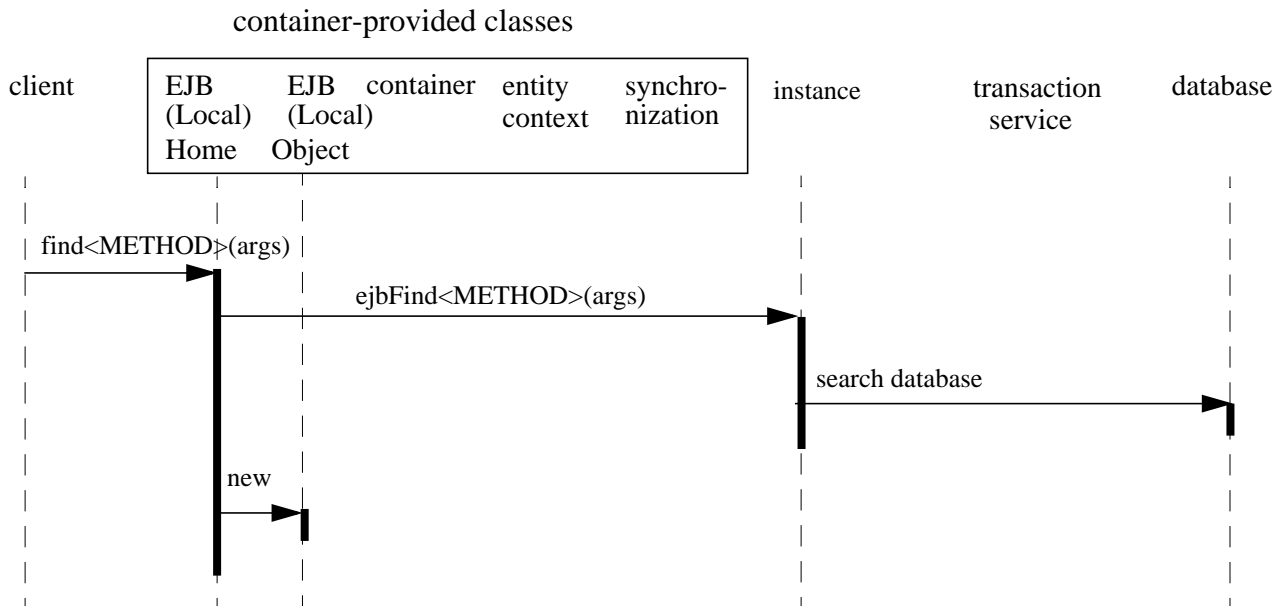 container-provided classes
client
EJB
(Local)
Home
EJB
(Local)
Object
container
entity
context
synchro-
nization
instance
transaction
service
database
find<METHOD>(args)
ejbFind<METHOD>(args)
search database
new